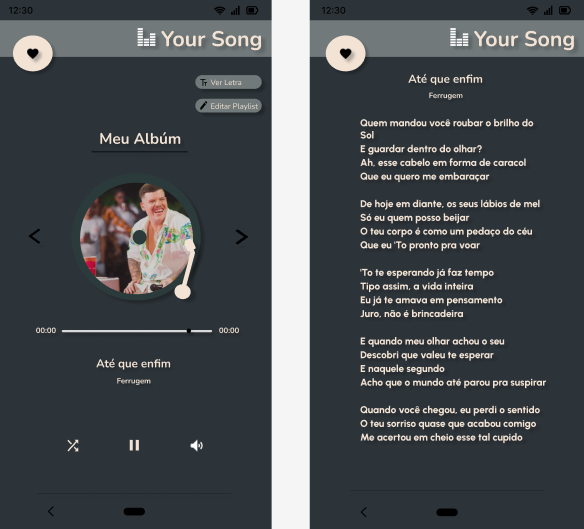 12:30
Your Song
Ver Letra
Editar Playlist
Meu Albúm
00:00
00:00
Até que enfim
Ferrugem
12:30
Your Song
Até que enfim
Ferrugem
Quem mandou você roubar o brilho do
Sol
E guardar dentro do olhar?
Ah, esse cabelo em forma de caracol
Que eu quero me embaraçar
De hoje em diante, os seus lábios de mel
Só eu quem posso beijar
O teu corpo é como um pedaço do céu
Que eu 'To pronto pra voar
'To te esperando já faz tempo
Tipo assim, a vida inteira
Eu já te amava em pensamento
Juro, não é brincadeira
E quando meu olhar achou o seu
Descobri que valeu te esperar
E naquele segundo
Acho que o mundo até parou pra suspirar
Quando você chegou, eu perdi o sentido
O teu sorriso quase que acabou comigo
Me acertou em cheio esse tal cupido